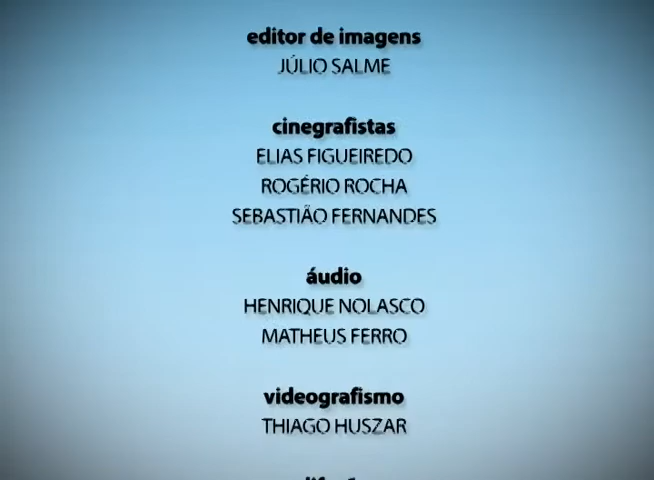 editor de imagens
JÚLIO SALME
cinegrafistas
ELIAS FIGUEIREDO
ROGÉRIO ROCHA
SEBASTIÃO FERNANDES
áudio
HENRIQUE NOLASCO
MATHEUS FERRO
videografismo
THIAGO HUSZAR